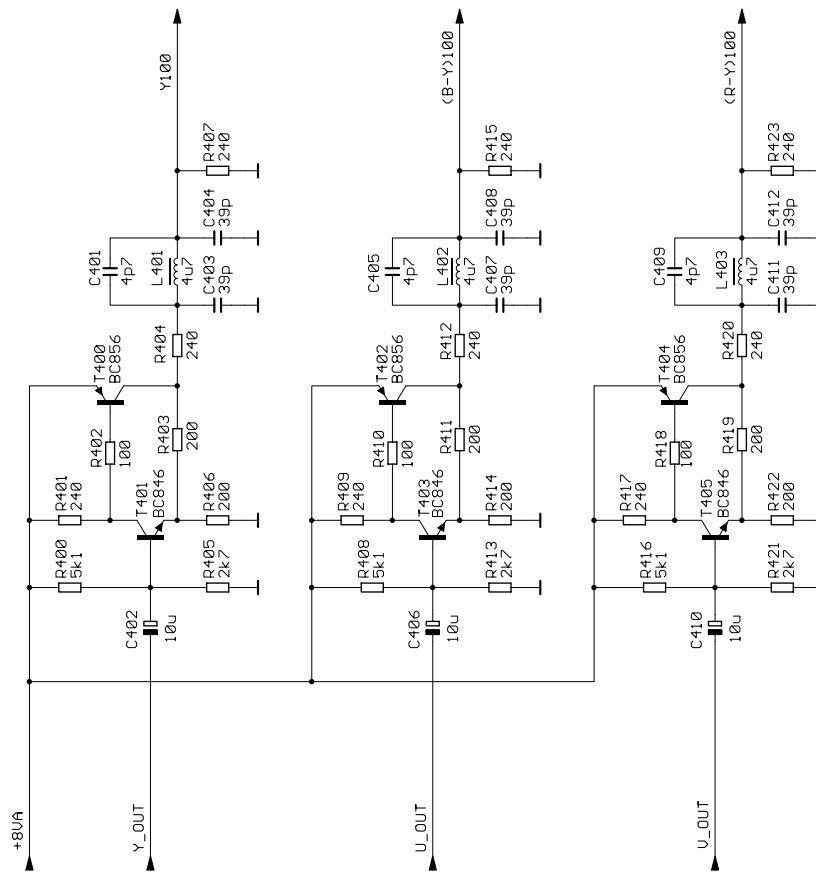 +8VA
Y_OUT
C402
10u
R400
5k1
R405
2k7
R401
240
T401
BC846
R406
200
R402
100
R403
200
T400
BC856
R404
240
C401
4p7
L401
4u7
C403
39p
C404
39p
R407
240
Y100
U_OUT
C406
10u
R408
5k1
R413
2k7
R409
240
T403
BC846
R414
200
R410
100
R411
200
T402
BC856
R412
240
C405
4p7
L402
4u7
C407
39p
C408
39p
R415
240
(B-Y)100
V_OUT
C410
10u
R416
5k1
R421
2k7
R417
240
T405
BC846
R422
200
R418
100
R419
200
T404
BC856
R420
240
C409
4p7
L403
4u7
C411
39p
C412
39p
R423
240
(R-Y)100